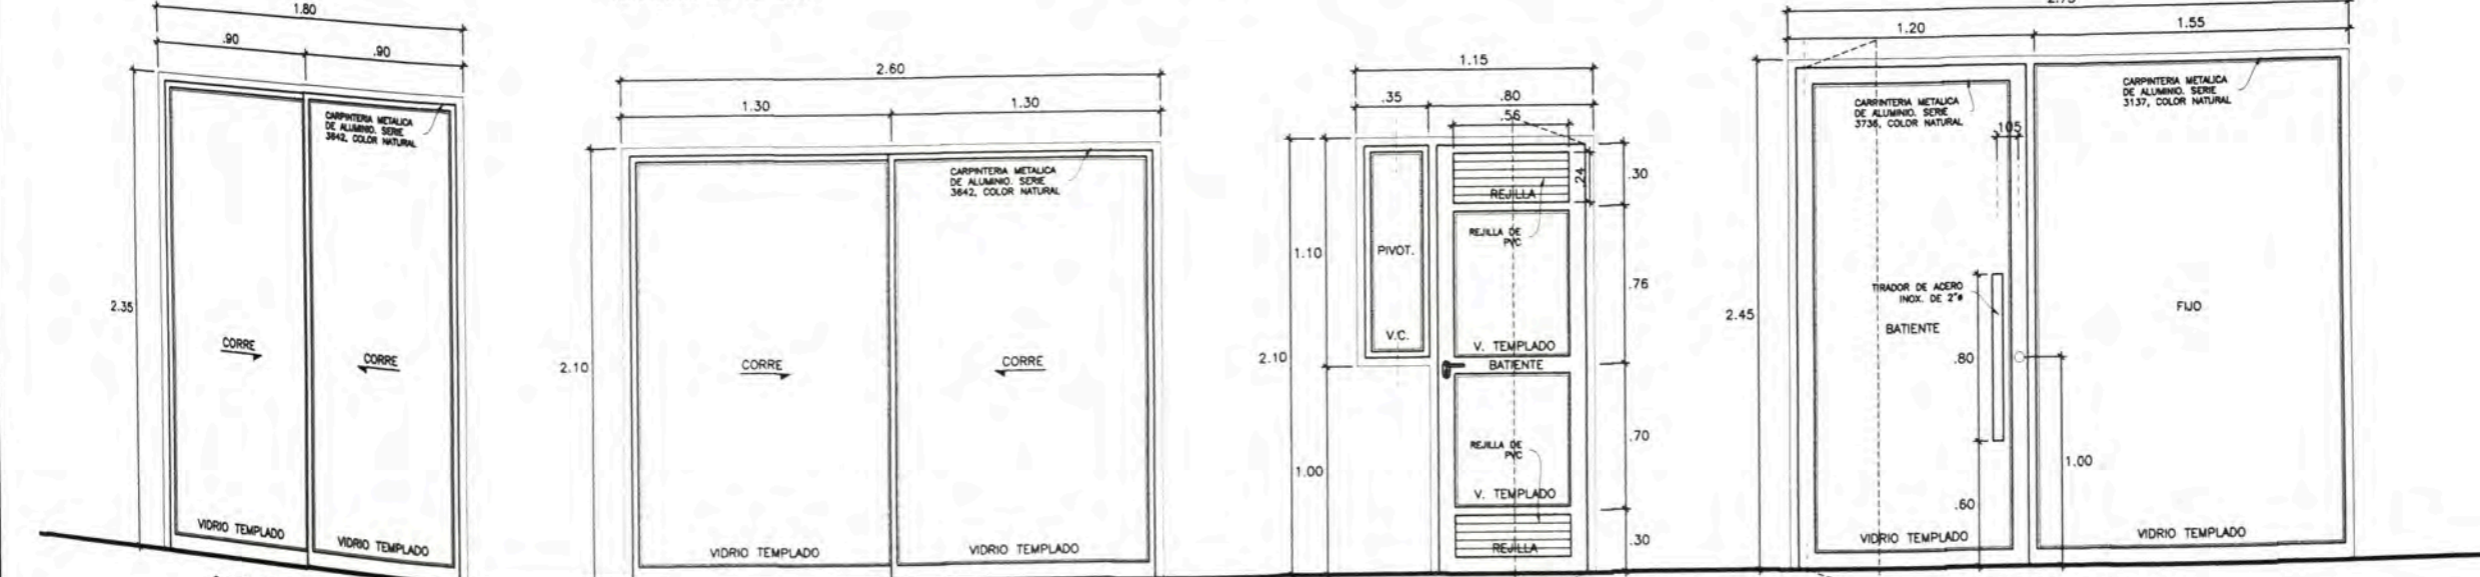 1.80
.90
.90
CARPINTERIA METALICA
DE ALUMINIO. SERIE
3642, COLOR NATURAL
2.35
CORRE
CORRE
VIDRIO TEMPLADO
VIDRIO TEMPLADO
2.60
1.30
1.30
CARPINTERIA METALICA
DE ALUMINIO. SERIE
3642, COLOR NATURAL
2.10
CORRE
CORRE
VIDRIO TEMPLADO
VIDRIO TEMPLADO
1.15
.35
.80
.56
.24
.30
REJILLA
REJILLA DE
PVC
PIVOT.
1.10
.76
V.C.
V. TEMPLADO
2.10
BATIENTE
REJILLA DE
PVC
.70
1.00
V. TEMPLADO
REJILLA
.30
2.75
1.20
1.55
CARPINTERIA METALICA
DE ALUMINIO. SERIE
3738, COLOR NATURAL
CARPINTERIA METALICA
DE ALUMINIO. SERIE
3137, COLOR NATURAL
.105
TIRADOR DE ACERO
INOX. DE 2"ø
2.45
BATIENTE
FIJO
.80
1.00
.60
VIDRIO TEMPLADO
VIDRIO TEMPLADO